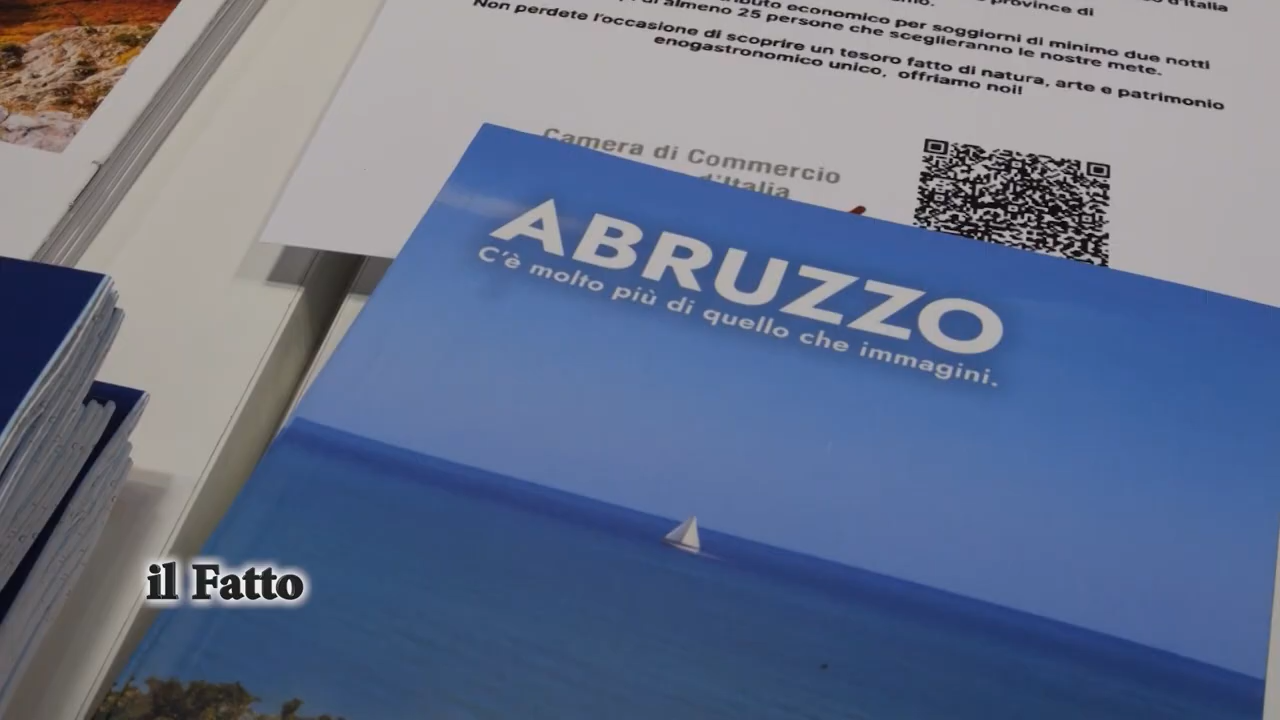 d'Italia
province di
economico per soggiorni di minimo due notti
di almeno 25 persone che sceglieranno le nostre mete.
Non perdete l'occasione di scoprire un tesoro fatto di natura, arte e patrimonio
enogastronomico unico, offriamo noi!
Camera di Commercio
d'Italia
ABRUZZO
C'è molto più di quello che immagini.
il Fatto